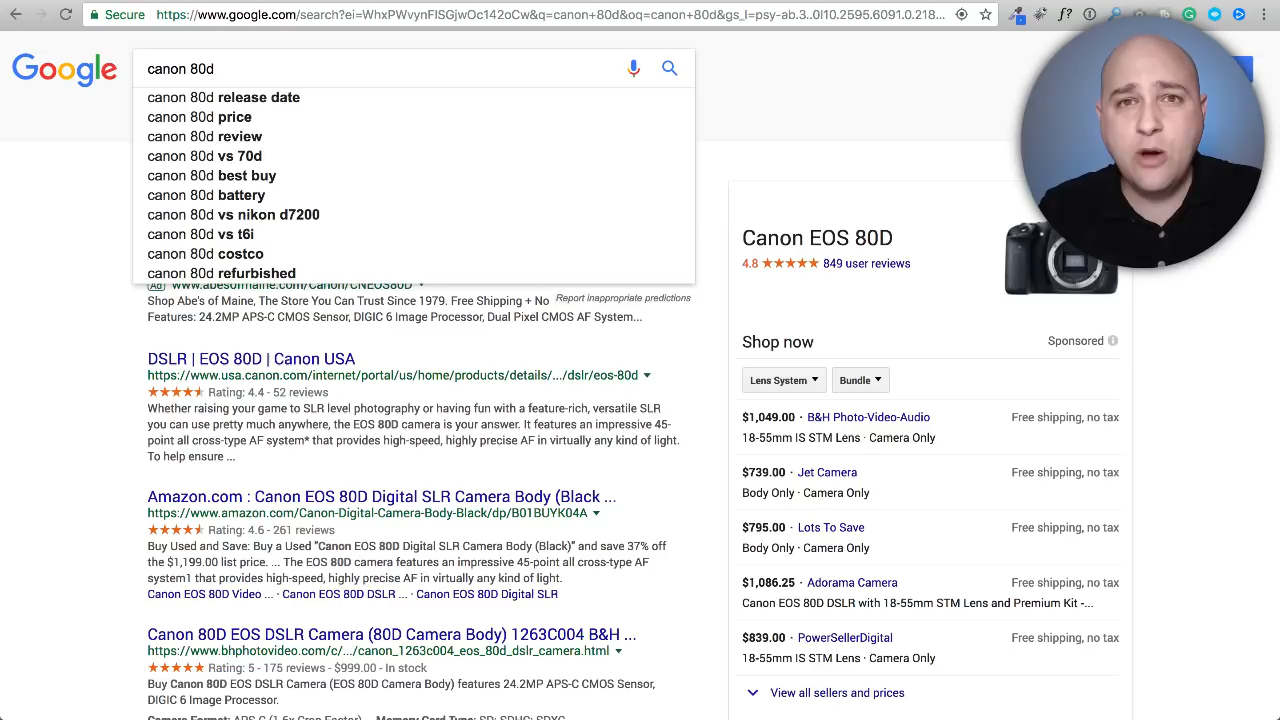 Secure
https://www.google.com/search?ei=WhxPWvynFISGjwOc142oCw&q=canon+80d&oq=canon+80d&gs_l=psy-ab.3..0l10.2595.6091.0.218...
Google
canon 80d
canon 80d release date
canon 80d price
canon 80d review
canon 80d vs 70d
canon 80d best buy
canon 80d battery
canon 80d vs nikon d7200
canon 80d vs t6i
canon 80d costco
canon 80d refurbished
Ad www.abesofmaine.com/Canon/CNEOS80D
Report inappropriate predictions
Shop Abe's of Maine, The Store You Can Trust Since 1979. Free Shipping + No
Features: 24.2MP APS-C CMOS Sensor, DIGIC 6 Image Processor, Dual Pixel CMOS AF System...
DSLR | EOS 80D | Canon USA
https://www.usa.canon.com/internet/portal/us/home/products/details/.../dslr/eos-80d
Rating: 4.4 - 52 reviews
Whether raising your game to SLR level photography or having fun with a feature-rich, versatile SLR
you can use pretty much anywhere, the EOS 80D camera is your answer. It features an impressive 45-
point all cross-type AF system* that provides high-speed, highly precise AF in virtually any kind of light.
To help ensure ...
Amazon.com : Canon EOS 80D Digital SLR Camera Body (Black ...
https://www.amazon.com/Canon-Digital-Camera-Body-Black/dp/B01BUYK04A
Rating: 4.6 - 261 reviews
Buy Used and Save: Buy a Used "Canon EOS 80D Digital SLR Camera Body (Black)" and save 37% off
the $1,199.00 list price. ... The EOS 80D camera features an impressive 45-point all cross-type AF
system1 that provides high-speed, highly precise AF in virtually any kind of light.
Canon EOS 80D Video ... · Canon EOS 80D DSLR ... · Canon EOS 80D Digital SLR
Canon 80D EOS DSLR Camera (80D Camera Body) 1263C004 B&H ...
https://www.bhphotovideo.com/c/.../canon_1263c004_eos_80d_dslr_camera.html
Rating: 5 - 175 reviews - $999.00 - In stock
Buy Canon 80D EOS DSLR Camera (EOS 80D Camera Body) features 24.2MP APS-C CMOS Sensor,
DIGIC 6 Image Processor.
Camera Format: APS-C (1.6x Crop Factor) Memory Card Type: SD; SDHC; SDXC
Canon EOS 80D
4.8 849 user reviews
Shop now
Sponsored
Lens System
Bundle
$1,049.00 · B&H Photo-Video-Audio Free shipping, no tax
18-55mm IS STM Lens · Camera Only
$739.00 · Jet Camera Free shipping, no tax
Body Only · Camera Only
$795.00 · Lots To Save Free shipping, no tax
Body Only · Camera Only
$1,086.25 · Adorama Camera Free shipping, no tax
Canon EOS 80D DSLR with 18-55mm STM Lens and Premium Kit -...
$839.00 · PowerSellerDigital Free shipping, no tax
18-55mm IS STM Lens · Camera Only
View all sellers and prices